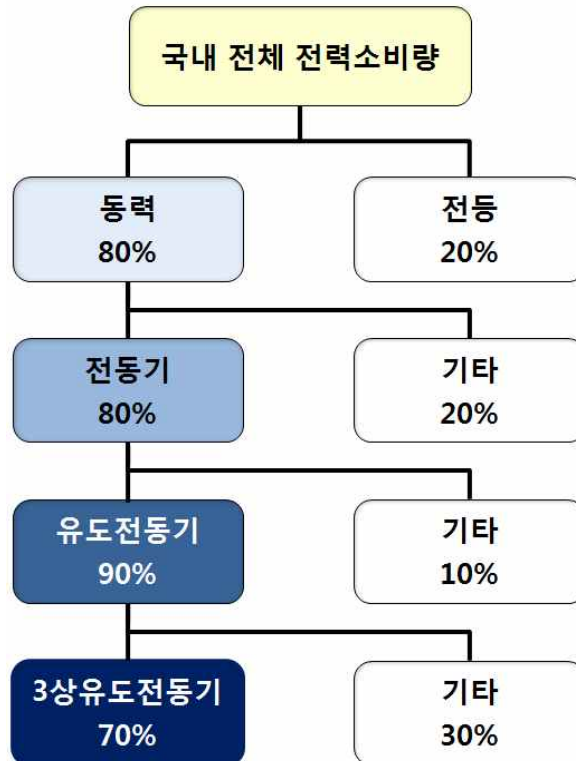 국내 전체 전력소비량
동력
80%
전등
20%
전동기
80%
기타
20%
유도전동기
90%
기타
10%
3상유도전동기
70%
기타
30%